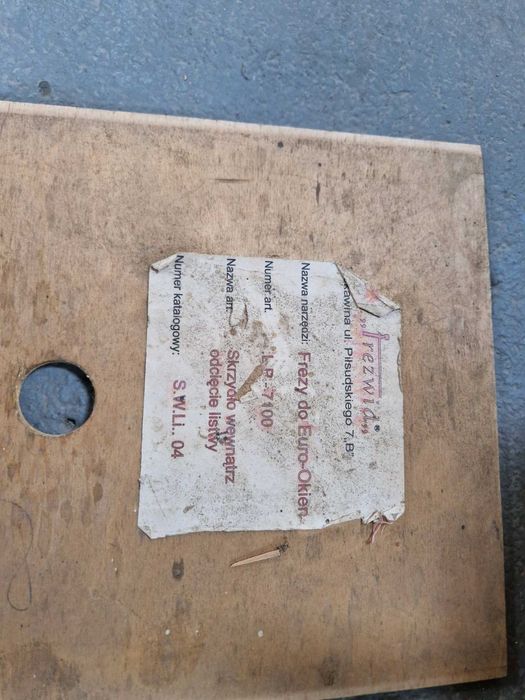 frezwid®
kawina ul. Piłsudskiego 7„B"
Nazwa narzędzi: Frezy do Euro-Okien
Numer art. L.P.-7100
Nazwa art. Skrzydło wewnątrz
odcięcie listwy
Numer katalogowy: S.W.Li. 04